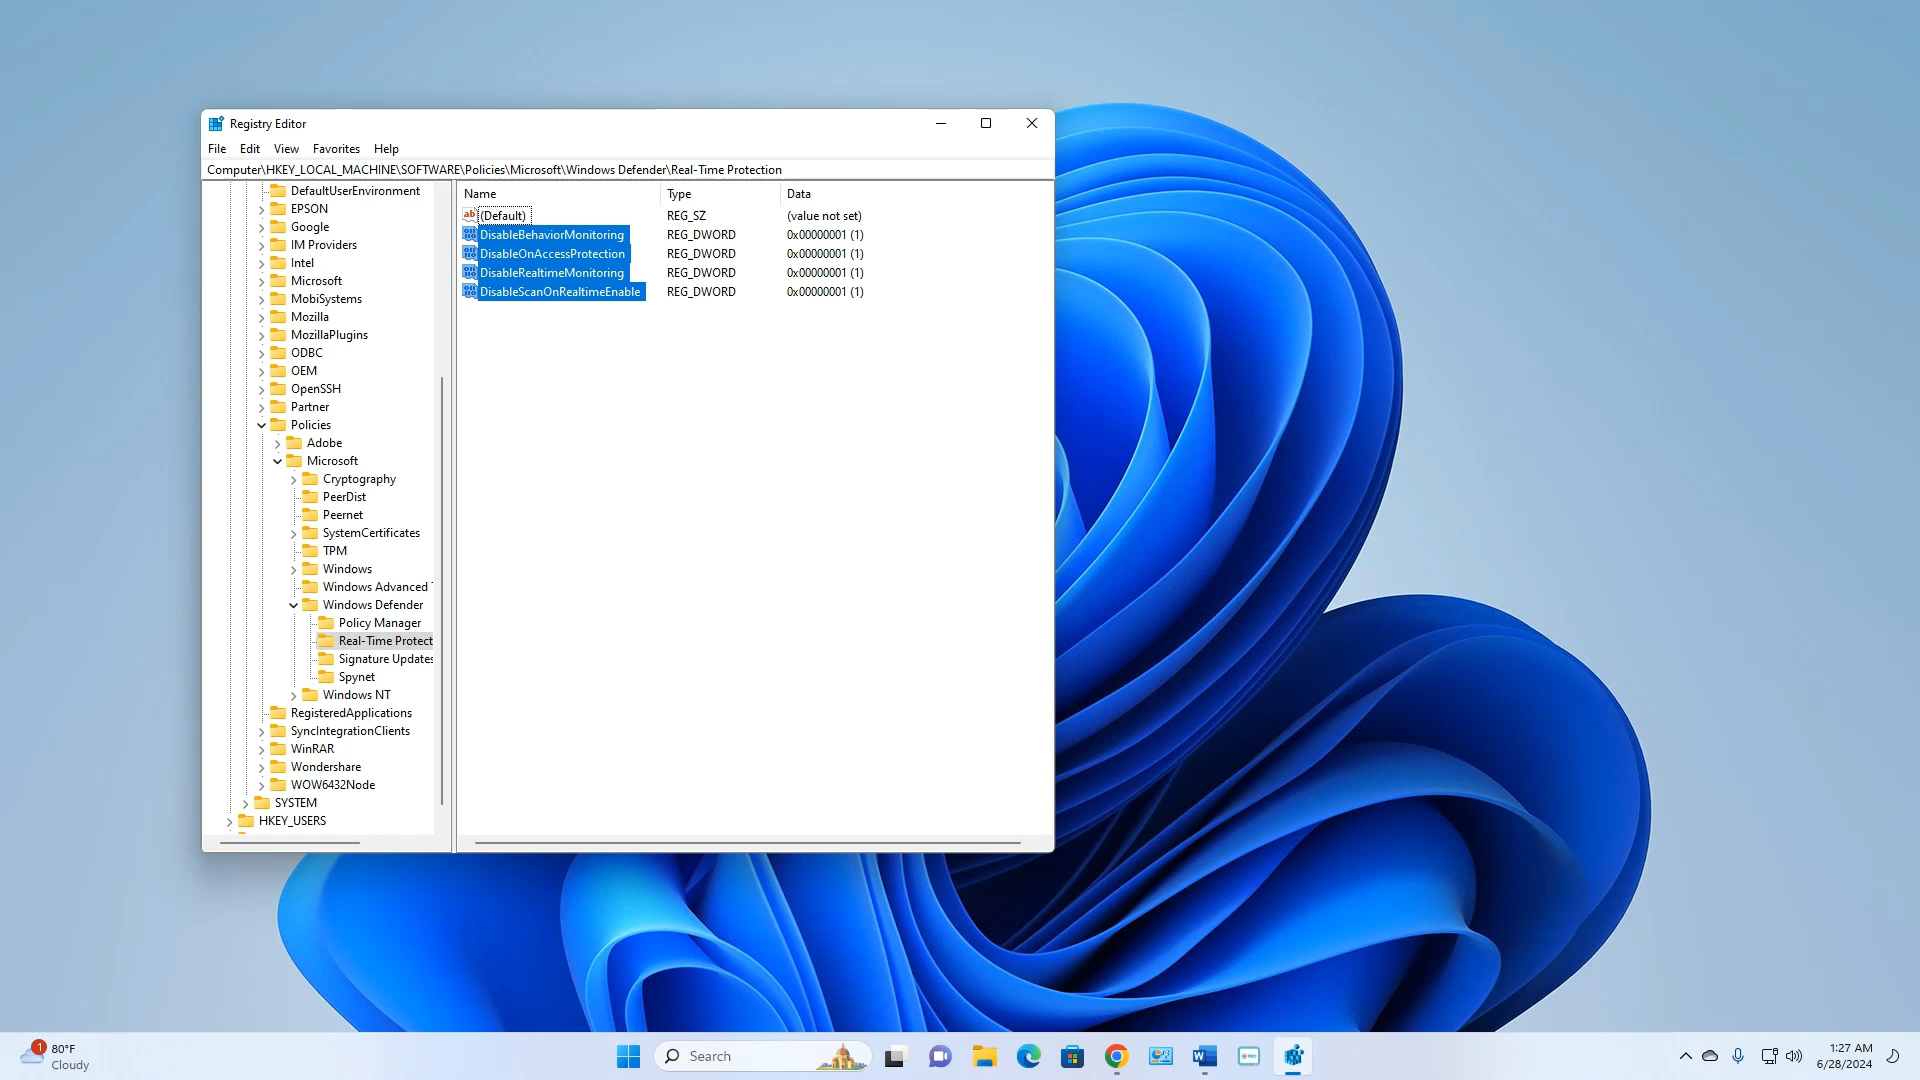 Registry Editor
File Edit View Favorites Help
Computer\HKEY_LOCAL_MACHINE\SOFTWARE\Policies\Microsoft\Windows Defender\Real-Time Protection
DefaultUserEnvironment
EPSON
Google
IM Providers
Intel
Microsoft
MobiSystems
Mozilla
MozillaPlugins
ODBC
OEM
OpenSSH
Partner
Policies
Adobe
Microsoft
Cryptography
PeerDist
Peernet
SystemCertificates
TPM
Windows
Windows Advanced
Windows Defender
Policy Manager
Real-Time Protect
Signature Updates
Spynet
Windows NT
RegisteredApplications
SyncIntegrationClients
WinRAR
Wondershare
WOW6432Node
SYSTEM
HKEY_USERS
Name Type Data
ab (Default) REG_SZ (value not set)
DisableBehaviorMonitoring REG_DWORD 0x00000001 (1)
DisableOnAccessProtection REG_DWORD 0x00000001 (1)
DisableRealtimeMonitoring REG_DWORD 0x00000001 (1)
DisableScanOnRealtimeEnable REG_DWORD 0x00000001 (1)
1
80°F
Cloudy
Search
W
1:27 AM
6/28/2024